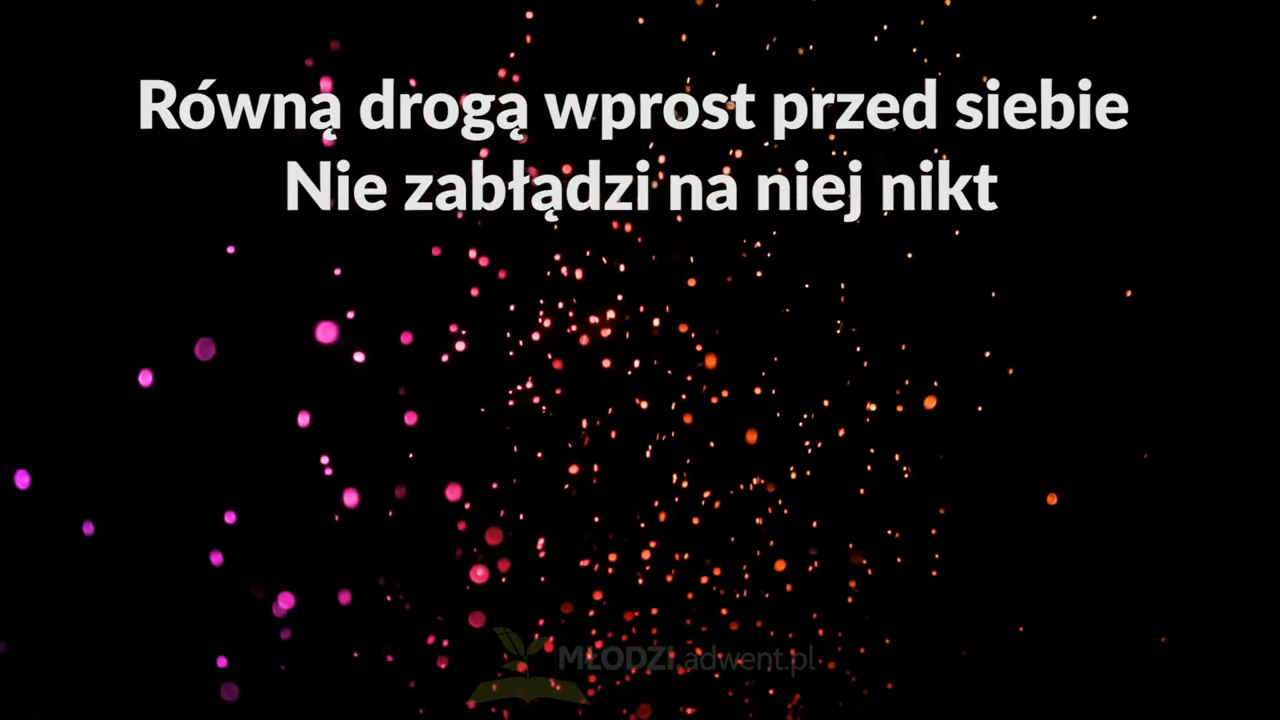 Równą drogą wprost przed siebie
Nie zabłądzi na niej nikt
MŁODZI.adwent.pl